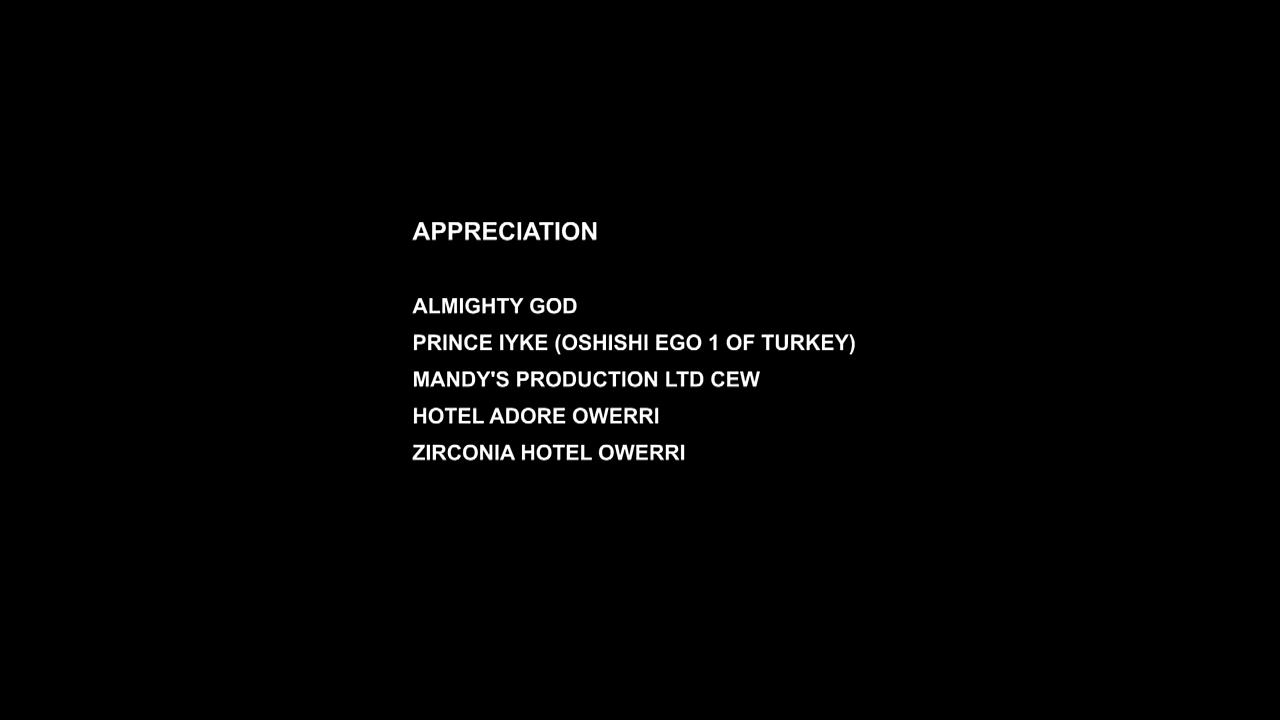 APPRECIATION
ALMIGHTY GOD
PRINCE IYKE (OSHISHI EGO 1 OF TURKEY)
MANDY'S PRODUCTION LTD CEW
HOTEL ADORE OWERRI
ZIRCONIA HOTEL OWERRI